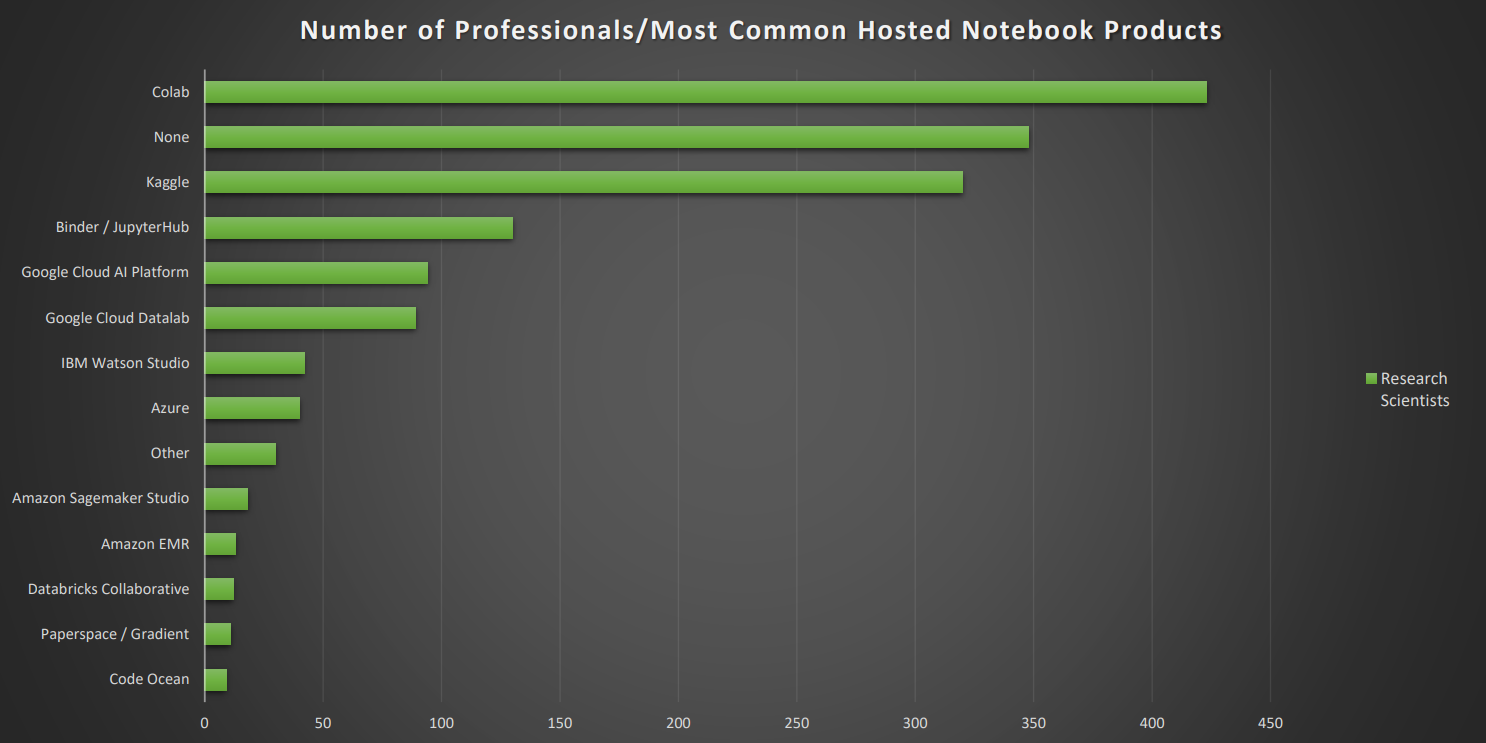 Number of Professionals/Most Common Hosted Notebook Products
Colab
None
Kaggle
Binder / JupyterHub
Google Cloud AI Platform
Google Cloud Datalab
IBM Watson Studio
Azure
Other
Amazon Sagemaker Studio
Amazon EMR
Databricks Collaborative
Paperspace / Gradient
Code Ocean
0 50 100 150 200 250 300 350 400 450
Research
Scientists